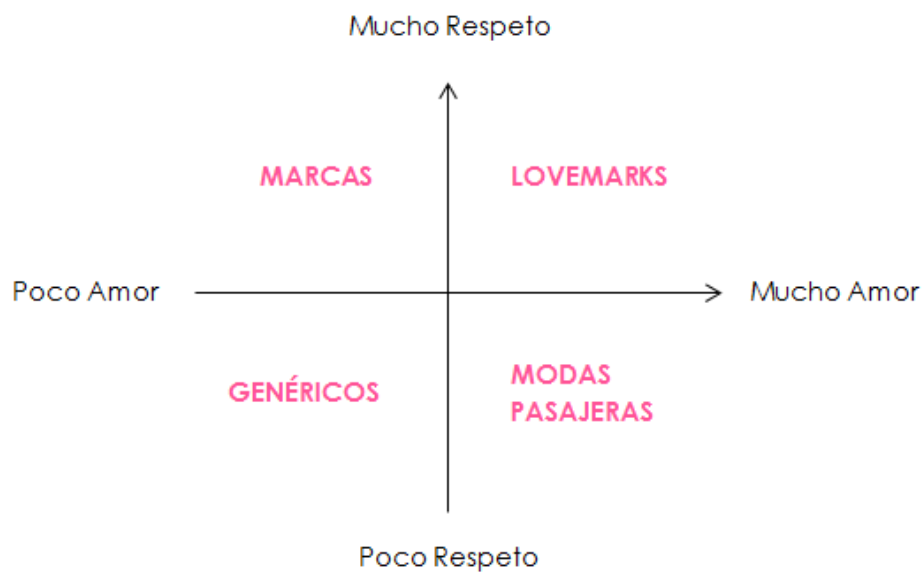 Mucho Respeto
MARCAS
LOVEMARKS
Poco Amor
Mucho Amor
GENÉRICOS
MODAS
PASAJERAS
Poco Respeto